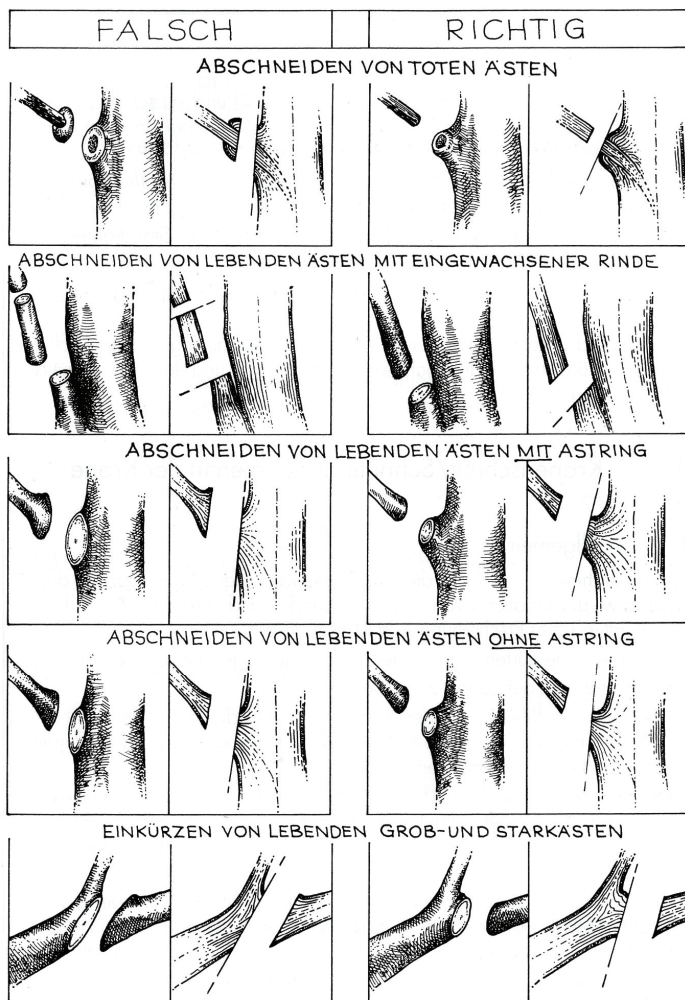 FALSCH
RICHTIG
ABSCHNEIDEN VON TOTEN ÄSTEN
ABSCHNEIDEN VON LEBENDEN ÄSTEN MIT EINGEWACHSENER RINDE
ABSCHNEIDEN VON LEBENDEN ÄSTEN MIT ASTRING
ABSCHNEIDEN VON LEBENDEN ÄSTEN OHNE ASTRING
EINKÜRZEN VON LEBENDEN GROB-UND STARKÄSTEN